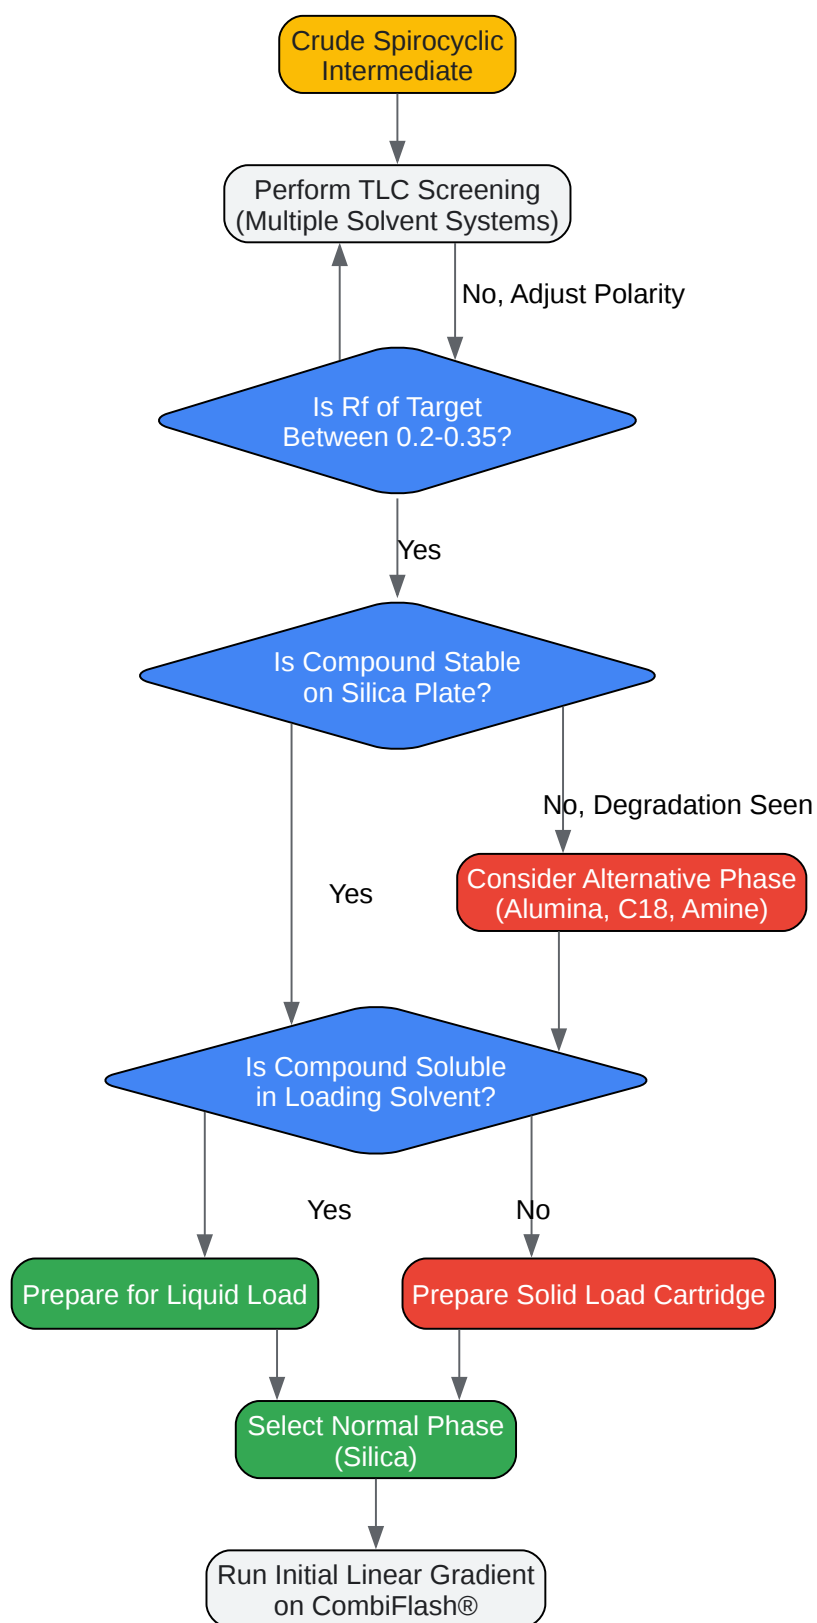 Crude Spirocyclic
Intermediate
Perform TLC Screening
(Multiple Solvent Systems)
No, Adjust Polarity
Is Rf of Target
Between 0.2-0.35?
Yes
Is Compound Stable
on Silica Plate?
No, Degradation Seen
Consider Alternative Phase
(Alumina, C18, Amine)
Yes
Is Compound Soluble
in Loading Solvent?
Yes
No
Prepare for Liquid Load
Prepare Solid Load Cartridge
Select Normal Phase
(Silica)
Run Initial Linear Gradient
on CombiFlash®